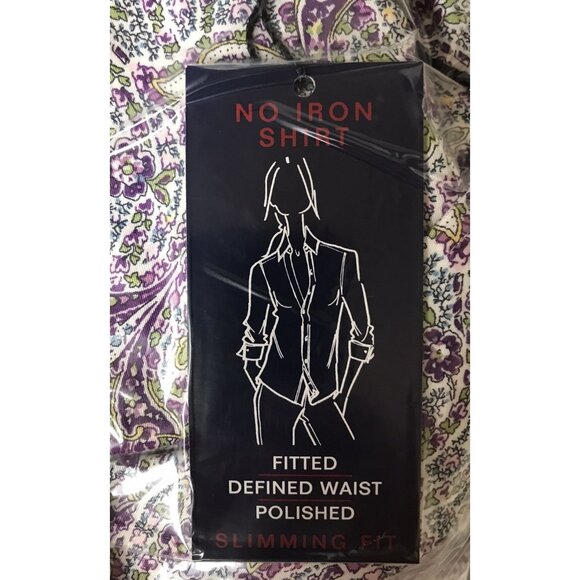 NO IRON
SHIRT
FITTED
DEFINED WAIST
POLISHED
SLIMMING FIT